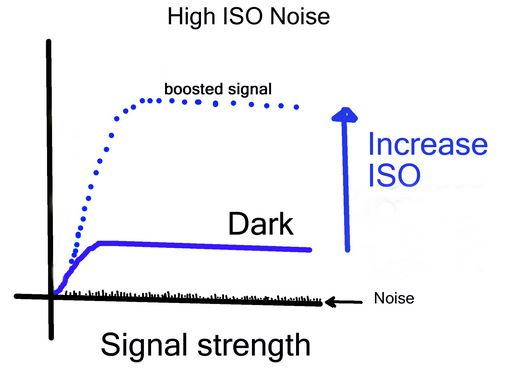 High ISO Noise
boosted signal
Increase
ISO
Dark
Noise
Signal strength